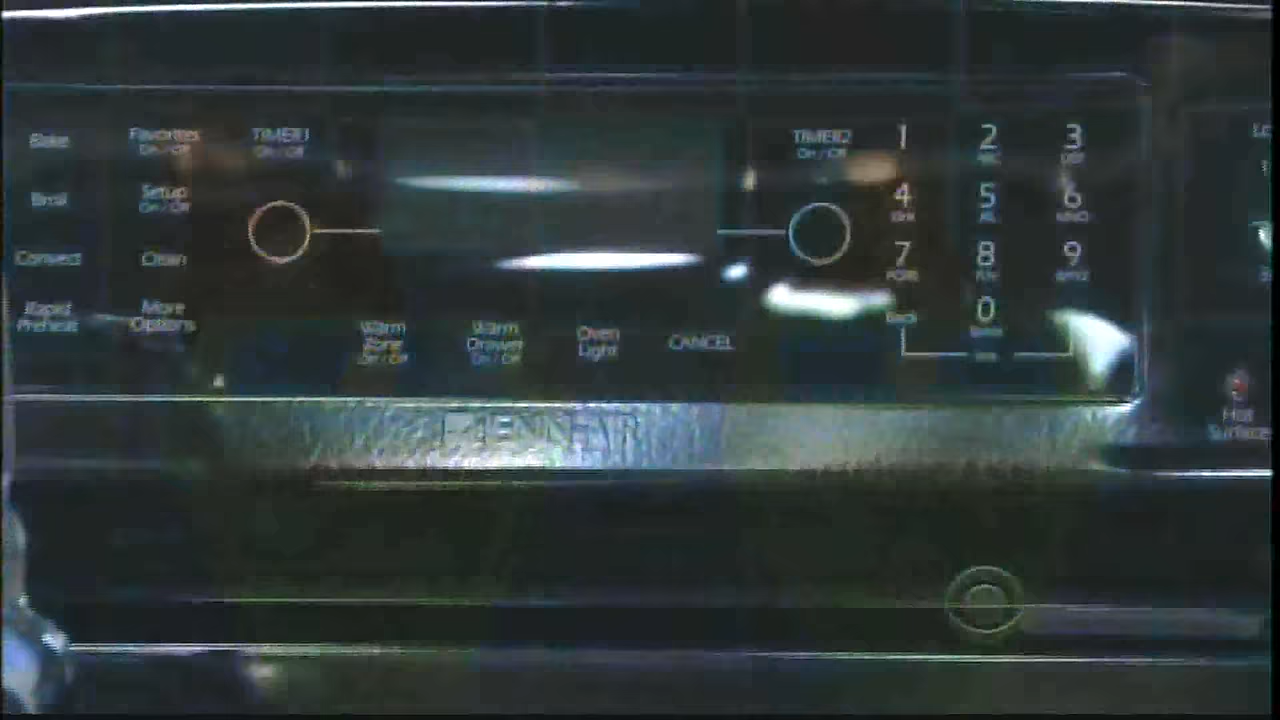 Bake
Favorites
On / Off
TIMER1
On / Off
TIMER2
On / Off
1
2
ABC
3
DEF
Broil
Setup
On / Off
4
GHI
5
JKL
6
MNO
Convect
Clean
7
PQRS
8
TUV
9
WXYZ
Rapid
Preheat
More
Options
Warm
Zone
On / Off
Warm
Drawer
On / Off
Oven
Light
CANCEL
Back
0
JENN-AIR
Hot
Surface